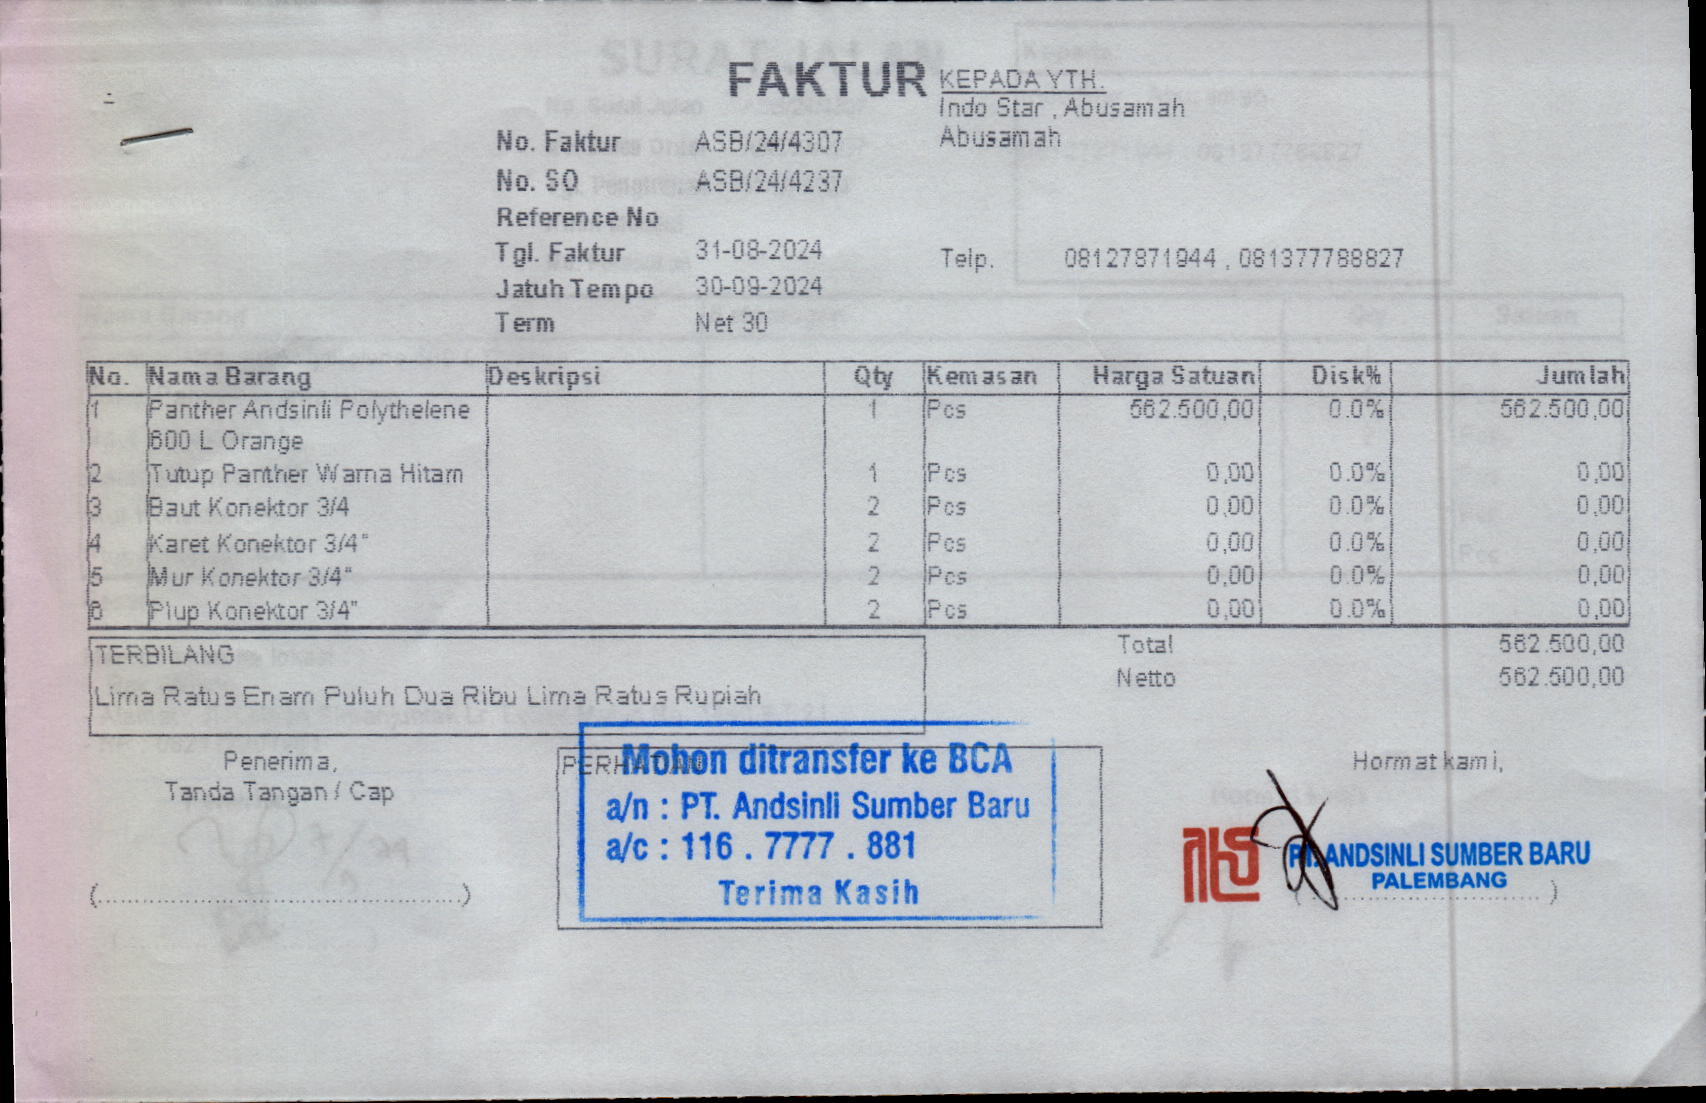 FAKTUR
No. Faktur ASB/24/4307
No. SO ASB/24/4237
Reference No
Tgl. Faktur 31-08-2024
Jatuh Tempo 30-09-2024
Term Net 30
KEPADA YTH.
Indo Star , Abusamah
Abusamah
Telp. 08127871944 , 081377788827
No. Nama Barang Deskripsi Qty Kemasan Harga Satuan Disk% Jumlah
1 Panther Andsinli Polythelene 1 Pcs 562.500,00 0.0% 562.500,00
600 L Orange
2 Tutup Panther Warna Hitam 1 Pcs 0,00 0.0% 0,00
3 Baut Konektor 3/4 2 Pcs 0,00 0.0% 0,00
4 Karet Konektor 3/4" 2 Pcs 0,00 0.0% 0,00
5 Mur Konektor 3/4" 2 Pcs 0,00 0.0% 0,00
6 Plup Konektor 3/4" 2 Pcs 0,00 0.0% 0,00
Total 562.500,00
Netto 562.500,00
TERBILANG
Lima Ratus Enam Puluh Dua Ribu Lima Ratus Rupiah
Penerima,
Tanda Tangan / Cap
(..............................................)
PERHATIAN
Mohon ditransfer ke BCA
a/n : PT. Andsinli Sumber Baru
a/c : 116 . 7777 . 881
Terima Kasih
Hormat kami,
PT. ANDSINLI SUMBER BARU
PALEMBANG
(................................)